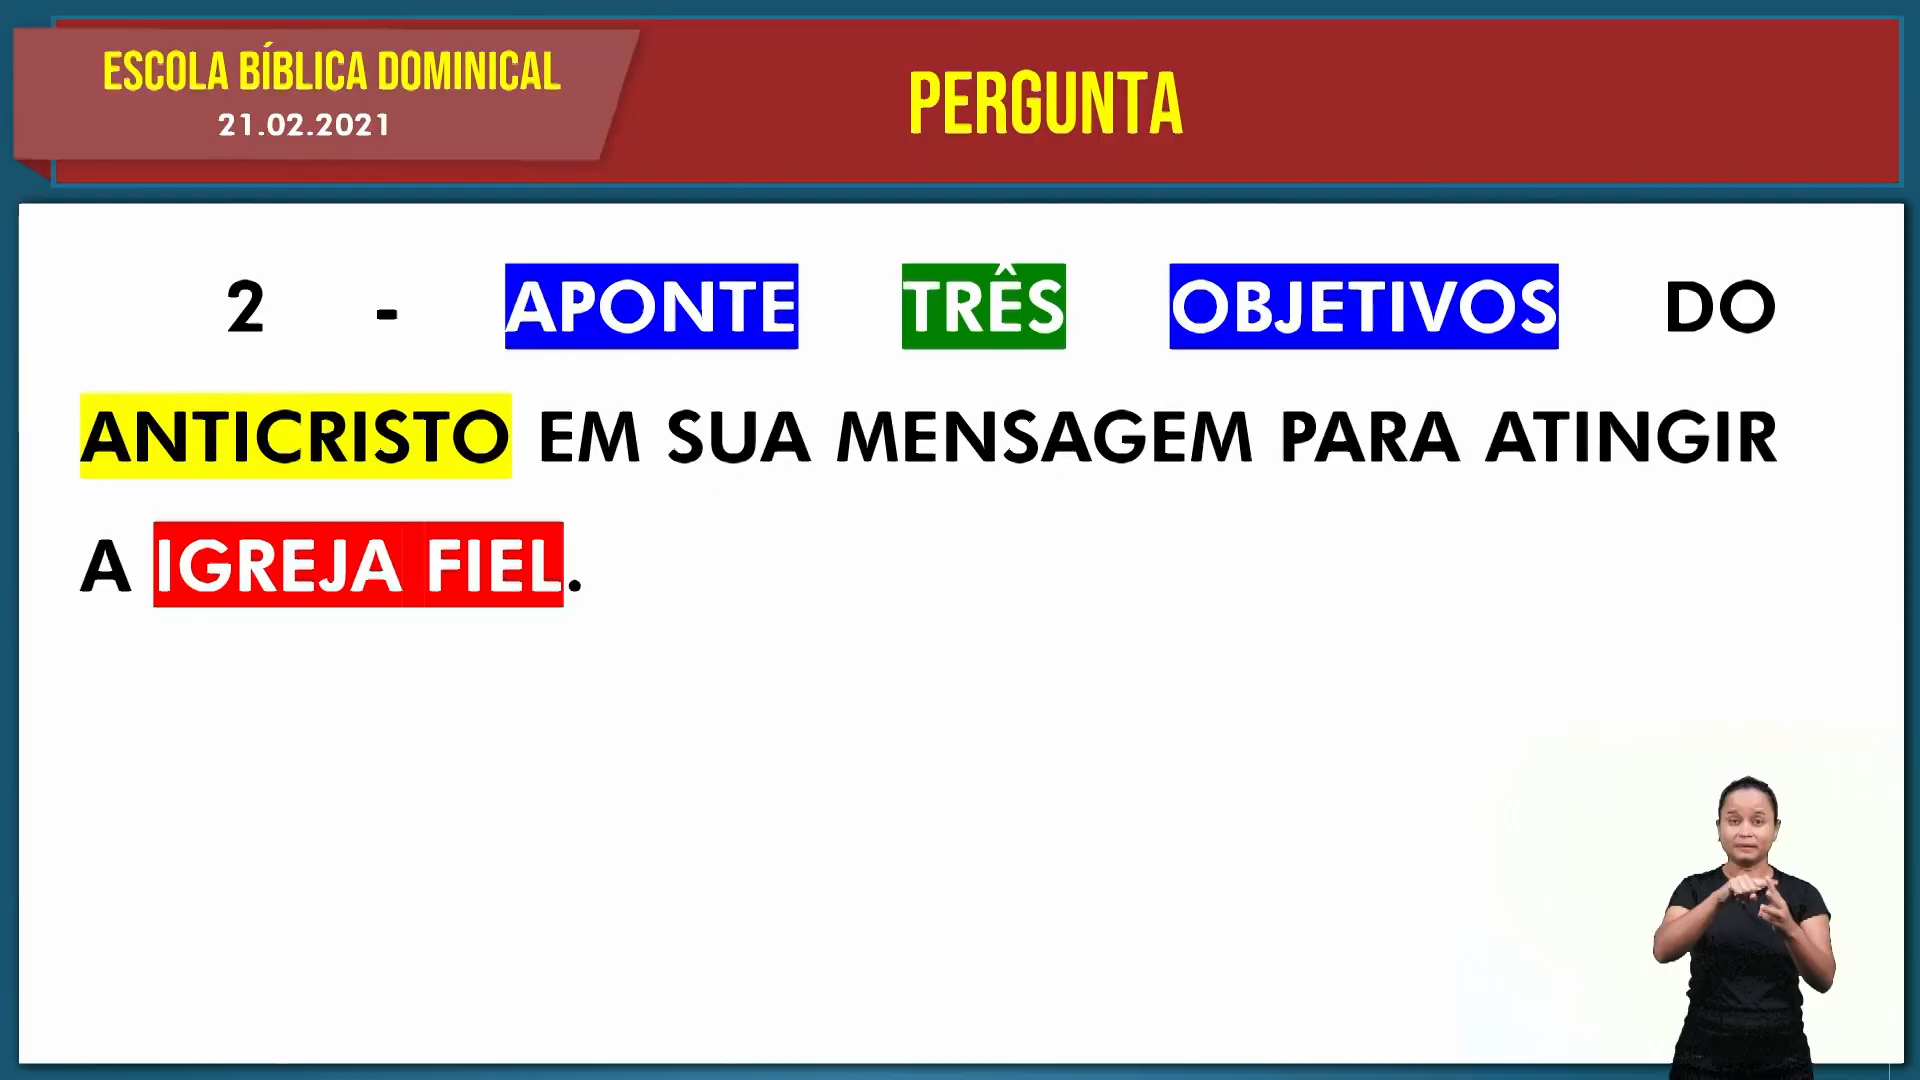 ESCOLA BÍBLICA DOMINICAL
21.02.2021
PERGUNTA
2 - APONTE TRÊS OBJETIVOS DO
ANTICRISTO EM SUA MENSAGEM PARA ATINGIR
A IGREJA FIEL.